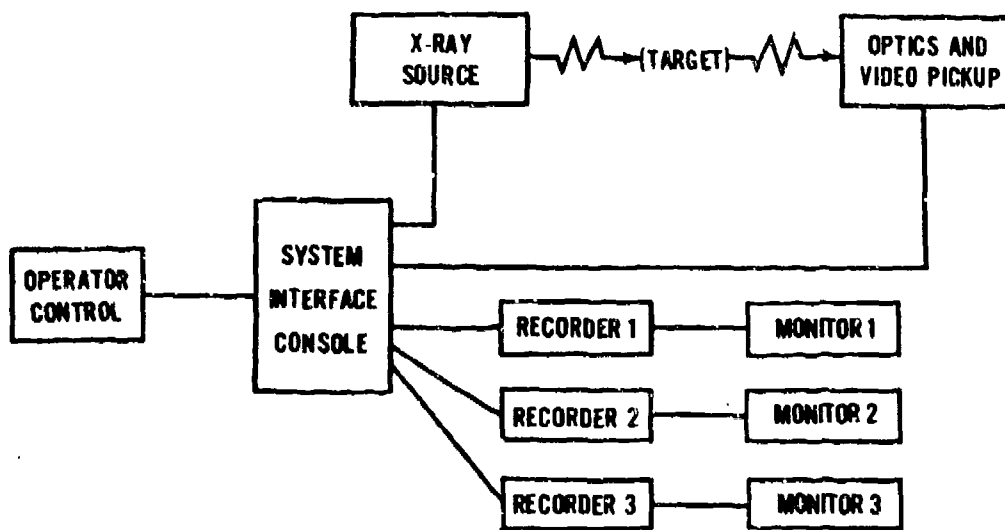 X-RAY
SOURCE
(TARGET)
OPTICS AND
VIDEO PICKUP
OPERATOR
CONTROL
SYSTEM
INTERFACE
CONSOLE
RECORDER 1
MONITOR 1
RECORDER 2
MONITOR 2
RECORDER 3
MONITOR 3